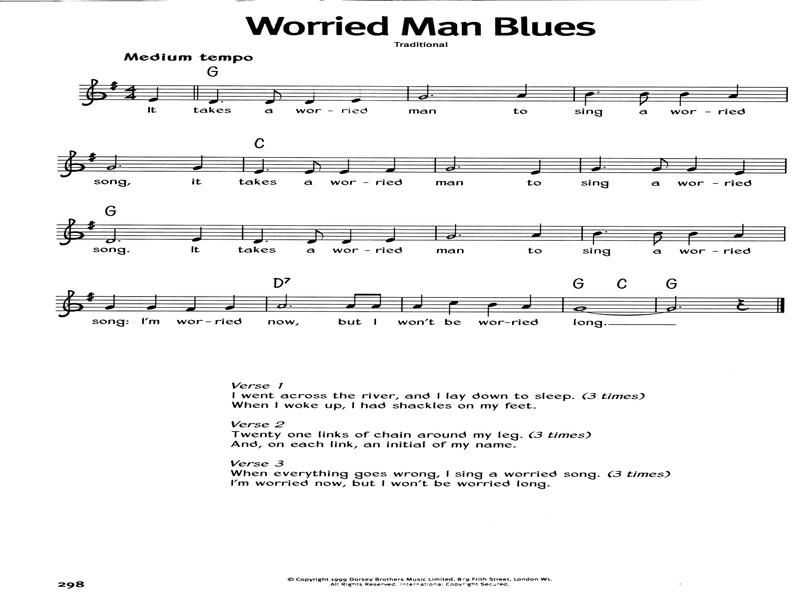 Worried Man Blues
Traditional
Medium tempo
G
It takes a wor - ried man to sing a wor - ried
C
song, it takes a wor - ried man to sing a wor - ried
G
song. It takes a wor - ried man to sing a wor - ried
D7 G C G
song: I'm wor - ried now, but I won't be wor-ried long.
Verse 1
I went across the river, and I lay down to sleep. (3 times)
When I woke up, I had shackles on my feet.
Verse 2
Twenty one links of chain around my leg. (3 times)
And, on each link, an initial of my name.
Verse 3
When everything goes wrong, I sing a worried song. (3 times)
I'm worried now, but I won't be worried long.
298
© Copyright 1999 Dorsey Brothers Music Limited, 8/9 Frith Street, London W1.
All Rights Reserved. International Copyright Secured.